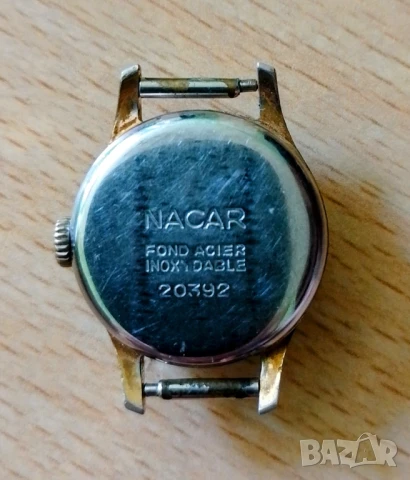 NACAR
FOND ACIER
INOXYDABLE
20392
BAZAR